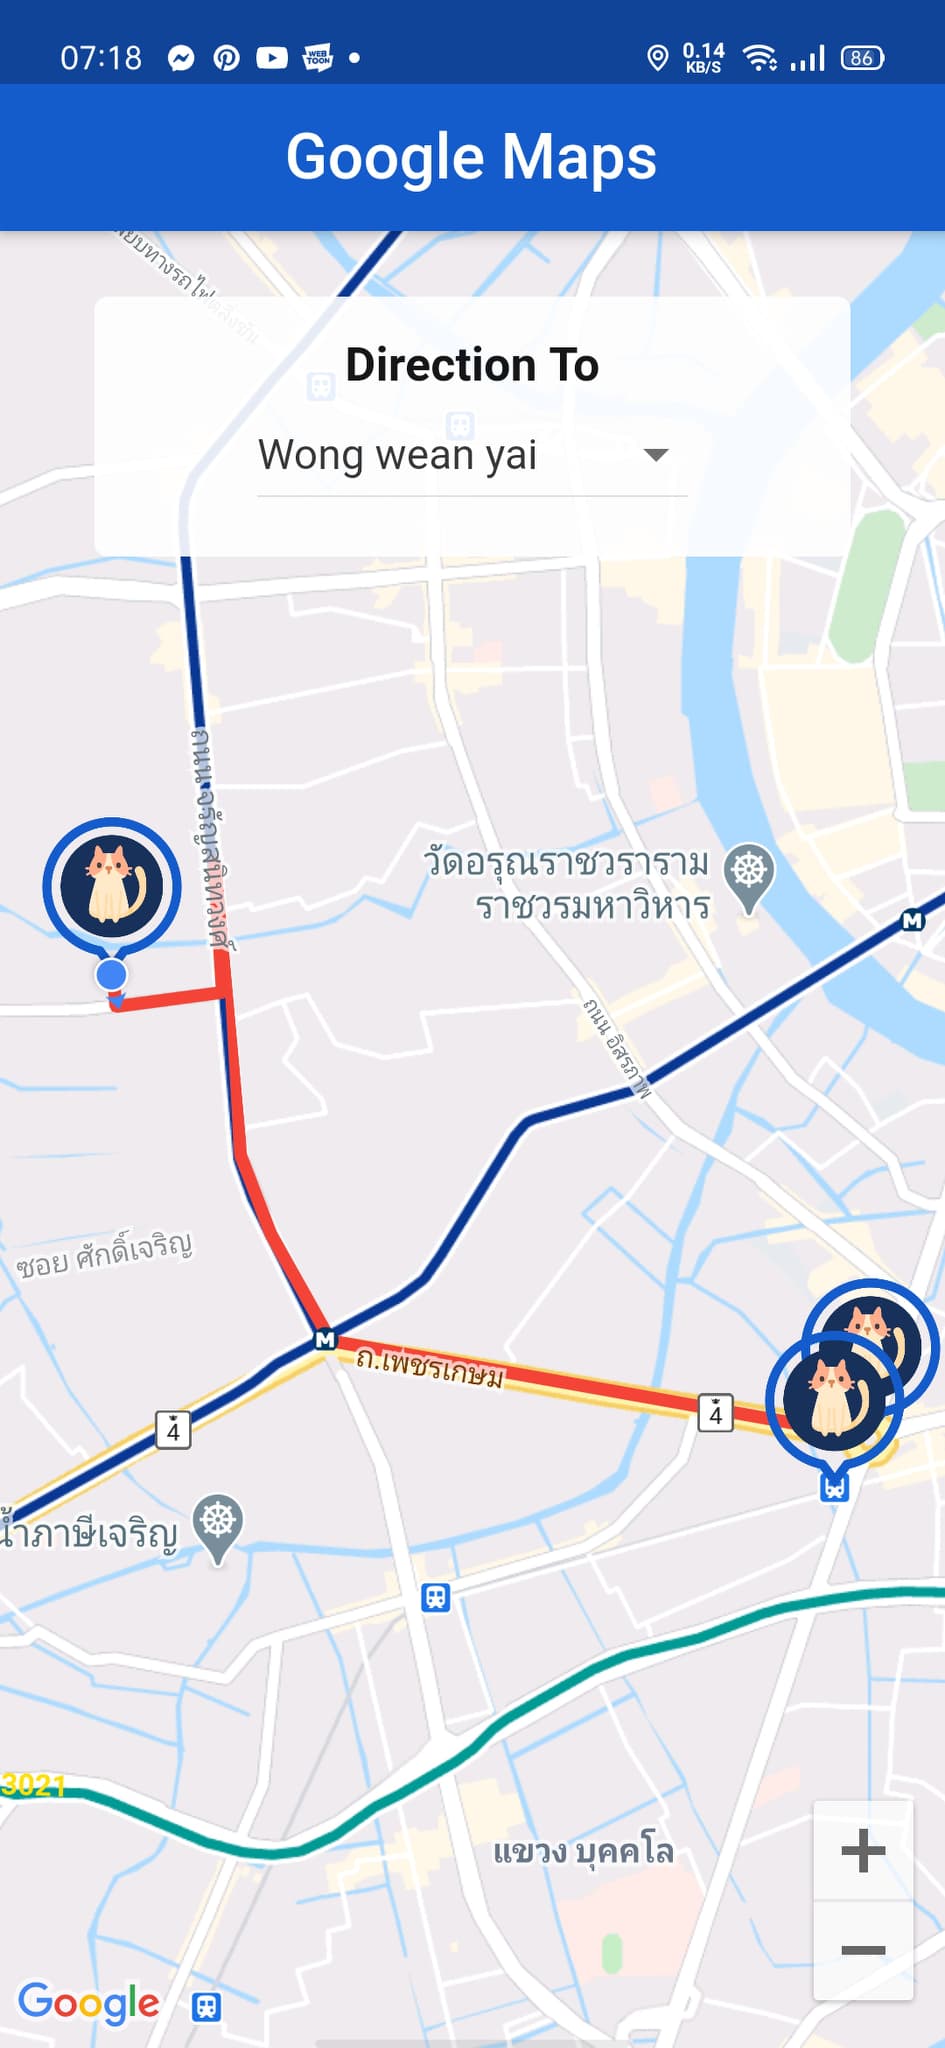 07:18
WEB
TOON
0.14
KB/S
86
Google Maps
Direction To
Wong wean yai
ถนนจรัญสนิทวงศ์
วัดอรุณราชวราราม
ราชวรมหาวิหาร
M
ถนน อิสรภาพ
ซอย ศักดิ์เจริญ
M
ถ.เพชรเกษม
4
4
น้ำภาษีเจริญ
3021
แขวง บุคคโล
+
−
Google